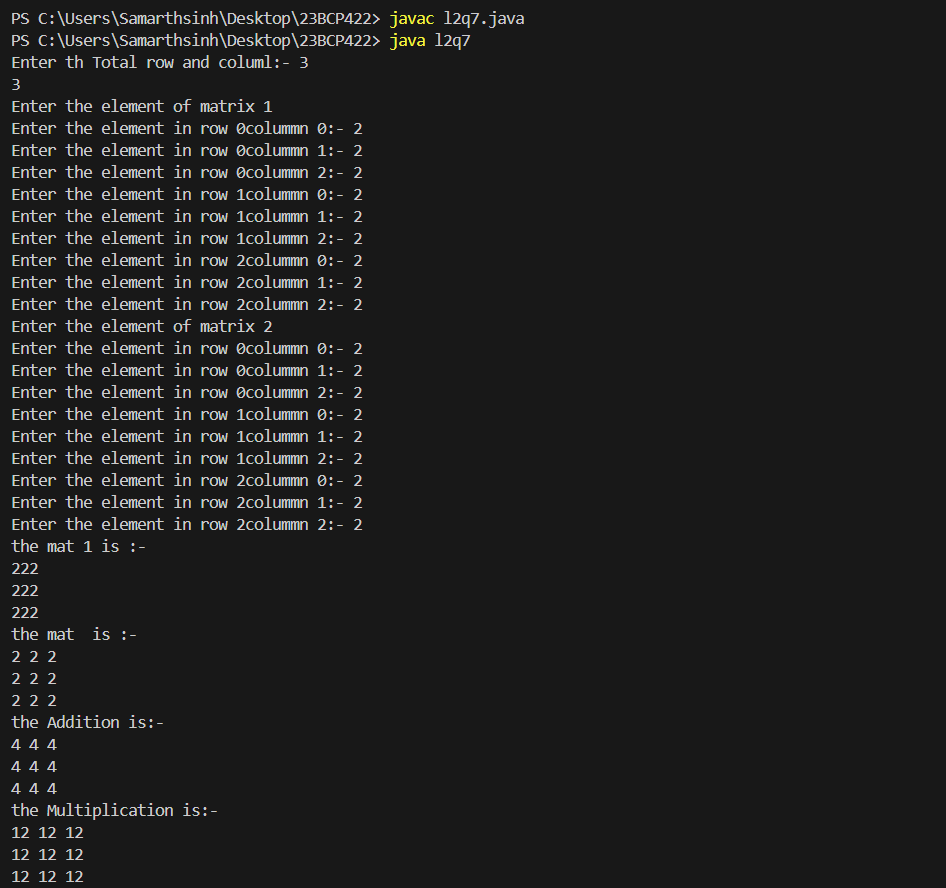 PS C:\Users\Samarthsinh\Desktop\23BCP422> javac l2q7.java
PS C:\Users\Samarthsinh\Desktop\23BCP422> java l2q7
Enter th Total row and columl:- 3
3
Enter the element of matrix 1
Enter the element in row 0colummn 0:- 2
Enter the element in row 0colummn 1:- 2
Enter the element in row 0colummn 2:- 2
Enter the element in row 1colummn 0:- 2
Enter the element in row 1colummn 1:- 2
Enter the element in row 1colummn 2:- 2
Enter the element in row 2colummn 0:- 2
Enter the element in row 2colummn 1:- 2
Enter the element in row 2colummn 2:- 2
Enter the element of matrix 2
Enter the element in row 0colummn 0:- 2
Enter the element in row 0colummn 1:- 2
Enter the element in row 0colummn 2:- 2
Enter the element in row 1colummn 0:- 2
Enter the element in row 1colummn 1:- 2
Enter the element in row 1colummn 2:- 2
Enter the element in row 2colummn 0:- 2
Enter the element in row 2colummn 1:- 2
Enter the element in row 2colummn 2:- 2
the mat 1 is :-
222
222
222
the mat  is :-
2 2 2
2 2 2
2 2 2
the Addition is:-
4 4 4
4 4 4
4 4 4
the Multiplication is:-
12 12 12
12 12 12
12 12 12